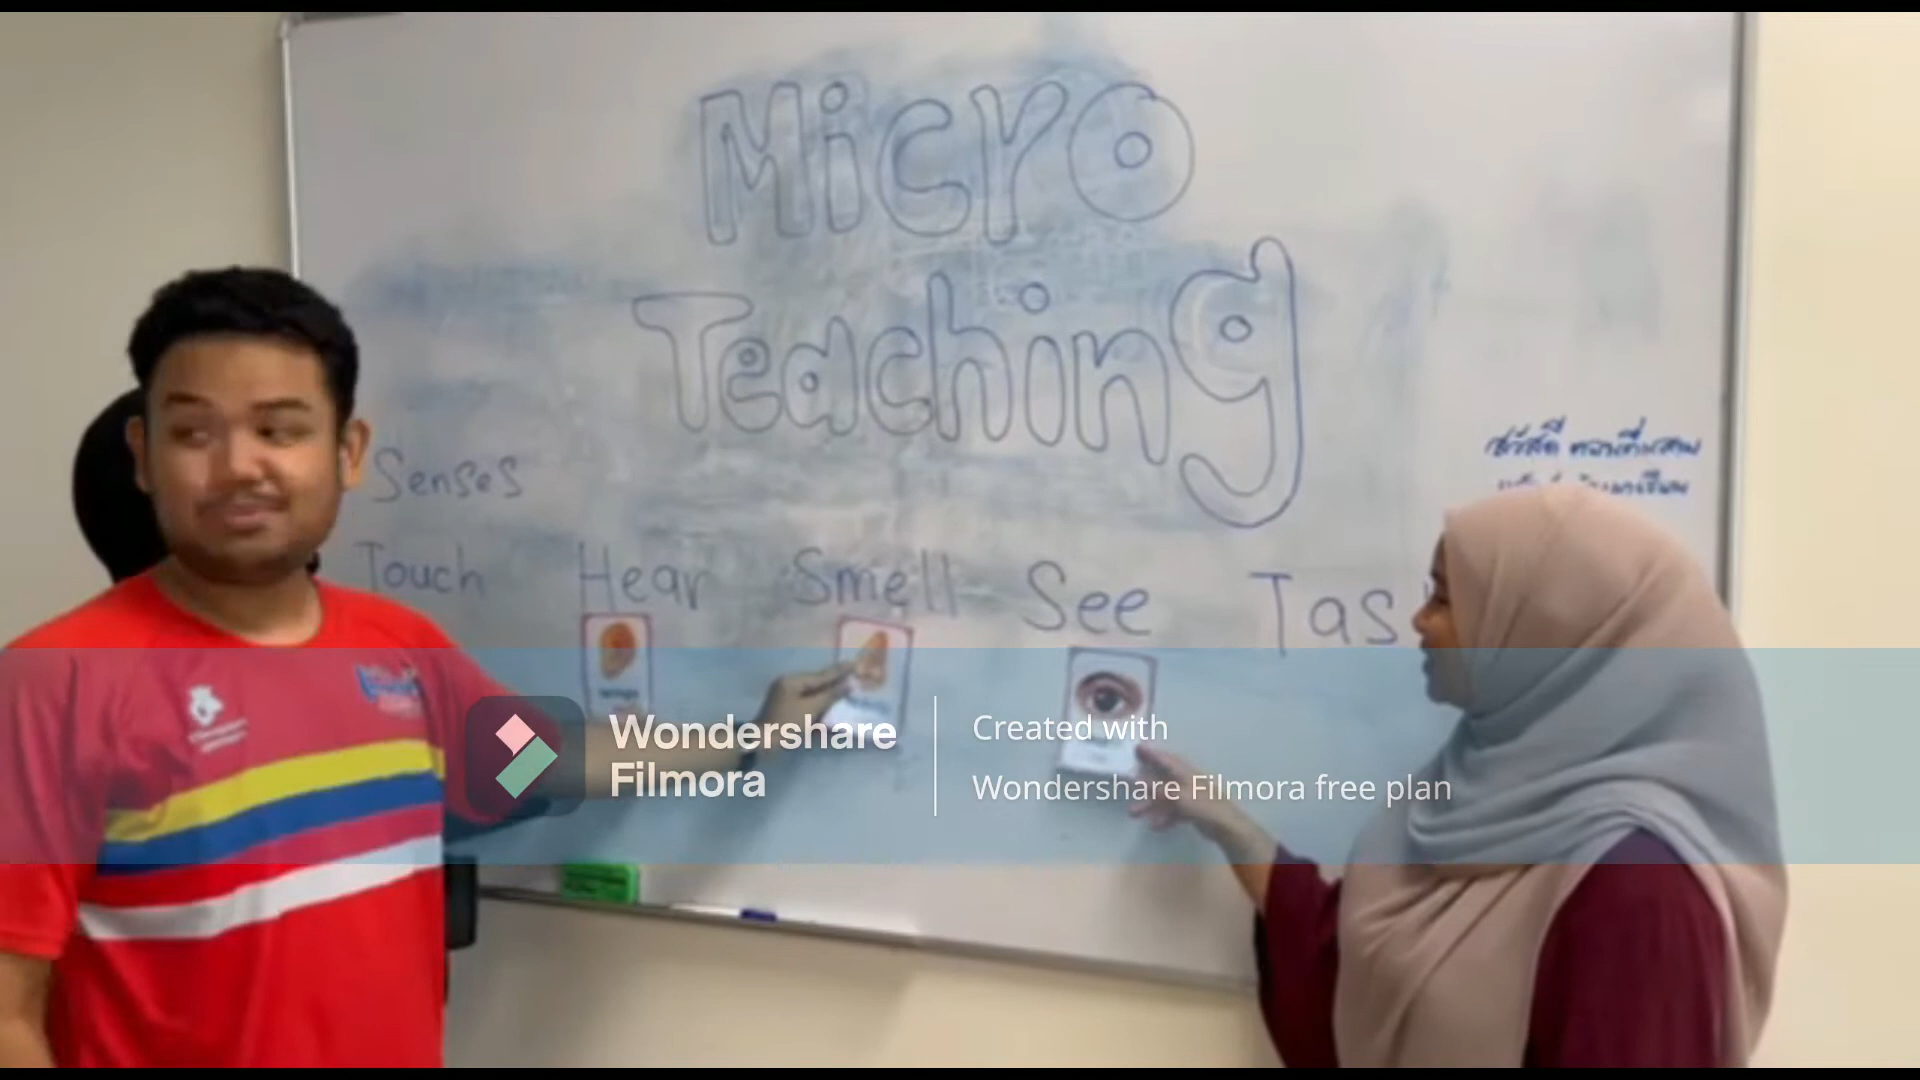 Micro
Teaching
Senses
Touch Hear Smell See Tas
Wondershare
Filmora
Created with
Wondershare Filmora free plan